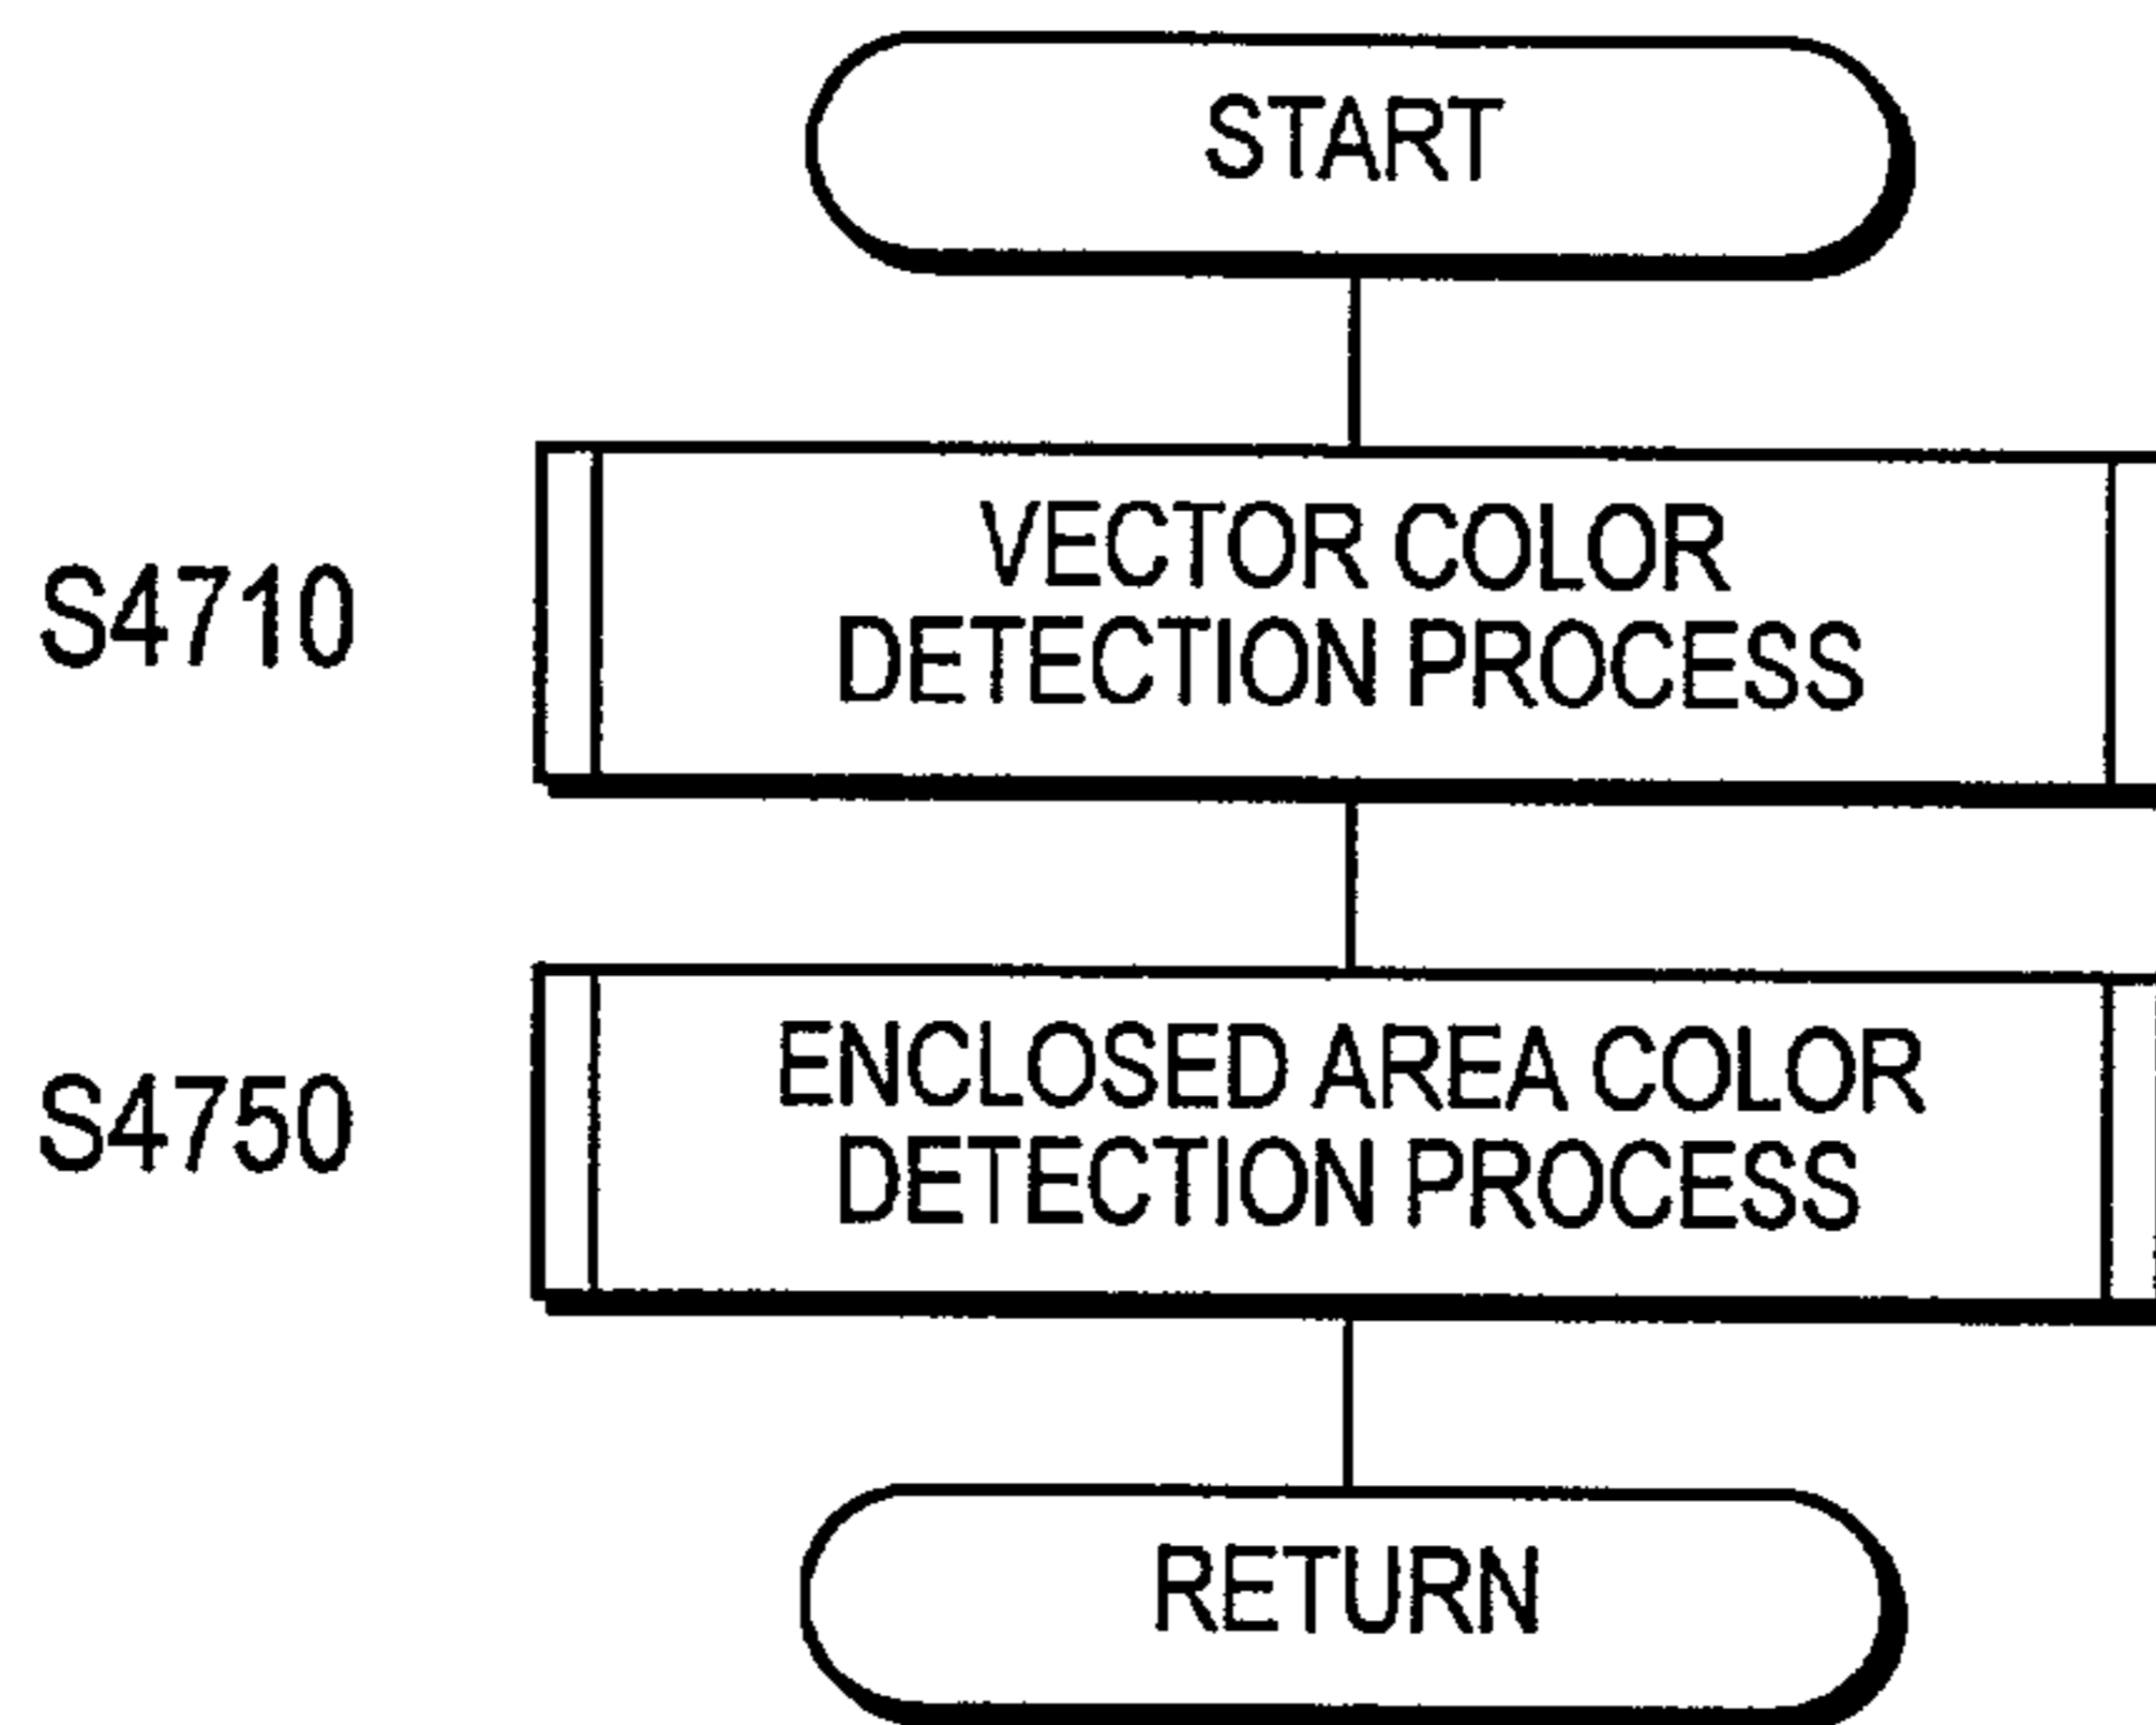 START
S4710
VECTOR COLOR
DETECTION PROCESS
S4750
ENCLOSED AREA COLOR
DETECTION PROCESS
RETURN